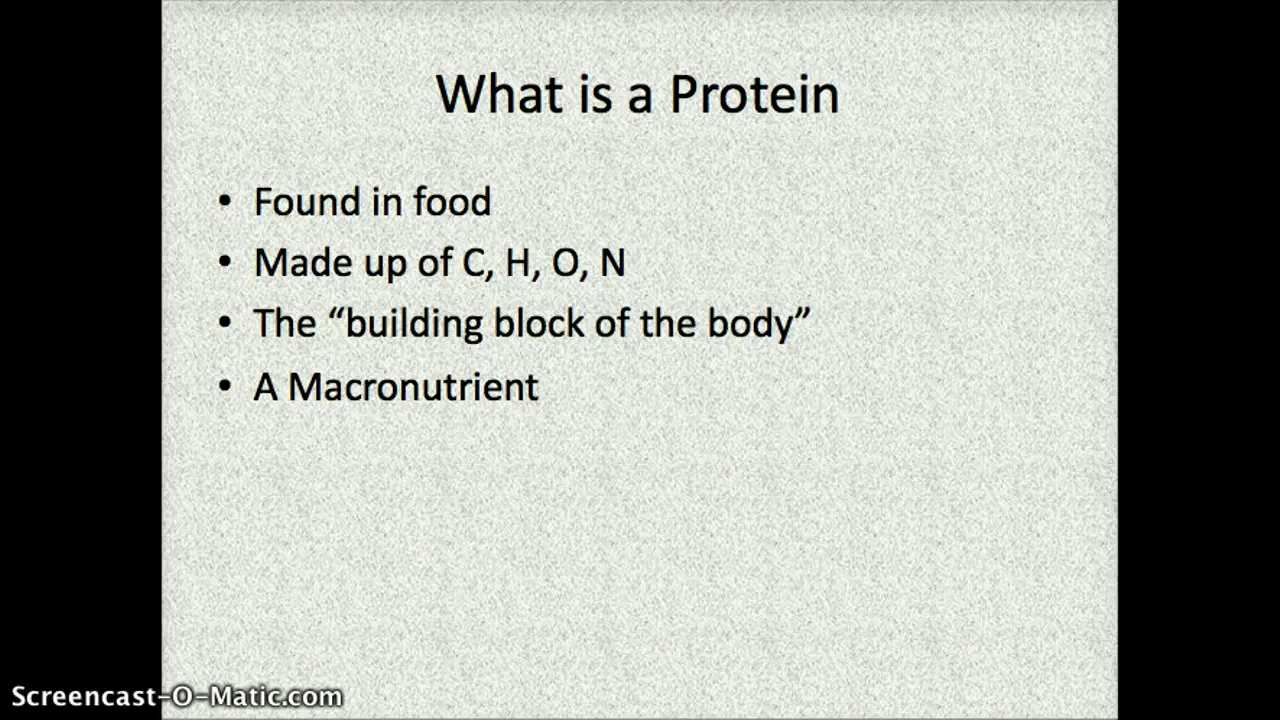 What is a Protein
• Found in food
• Made up of C, H, O, N
• The “building block of the body”
• A Macronutrient
Screencast-O-Matic.com